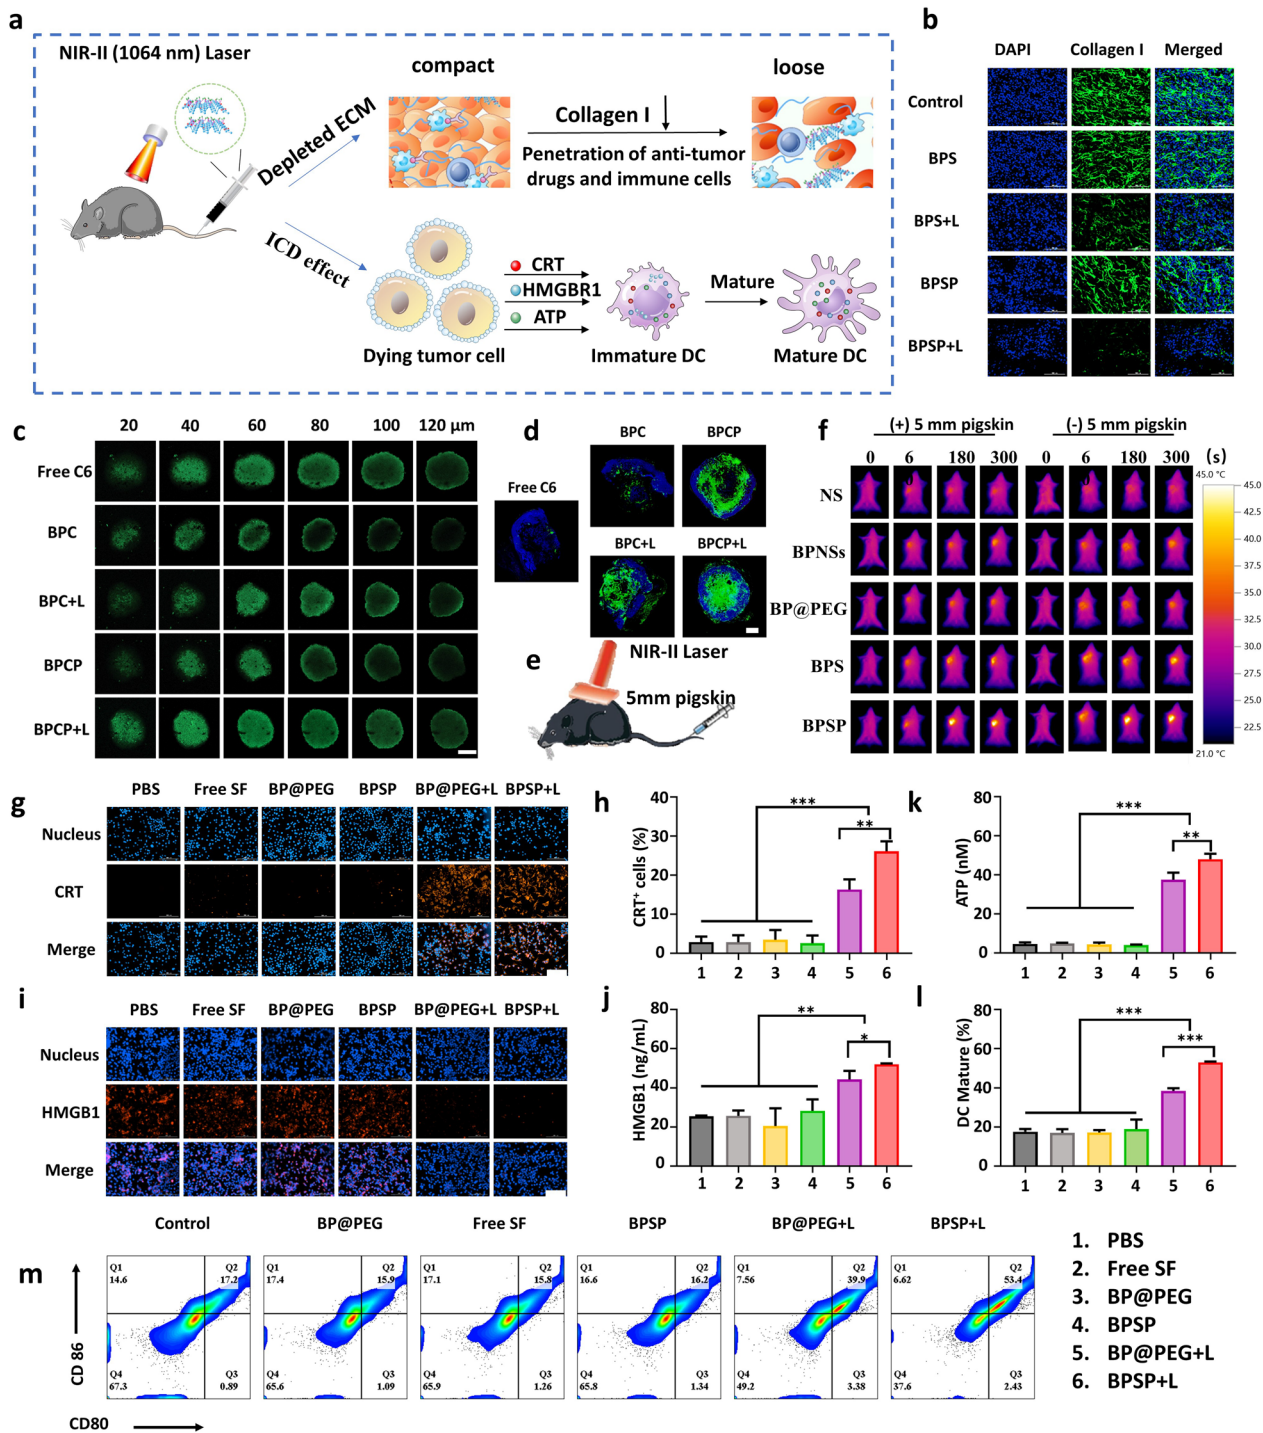 a
NIR-II (1064 nm) Laser
Depleted ECM
compact
Collagen I
Penetration of anti-tumor
drugs and immune cells
loose
ICD effect
CRT
HMGBR1
ATP
Mature
Dying tumor cell
Immature DC
Mature DC
b
DAPI Collagen I Merged
Control
BPS
BPS+L
BPSP
BPSP+L
c
20 40 60 80 100 120 μm
Free C6
BPC
BPC+L
BPCP
BPCP+L
d
BPC BPCP
Free C6
BPC+L BPCP+L
e
NIR-II Laser
5mm pigskin
f
(+) 5 mm pigskin (-) 5 mm pigskin
0 6 180 300 0 6 180 300 (s)
0 0
NS
BPNSs
BP@PEG
BPS
BPSP
45.0 °C
45.0
42.5
40.0
37.5
35.0
32.5
30.0
27.5
25.0
22.5
21.0 °C
g
PBS Free SF BP@PEG BPSP BP@PEG+L BPSP+L
Nucleus
CRT
Merge
h
CRT+ cells (%)
40
30
20
10
0
*** **
1 2 3 4 5 6
k
ATP (nM)
80
60
40
20
0
*** **
1 2 3 4 5 6
i
PBS Free SF BP@PEG BPSP BP@PEG+L BPSP+L
Nucleus
HMGB1
Merge
j
HMGB1 (ng/mL)
80
60
40
20
0
** *
1 2 3 4 5 6
l
DC Mature (%)
80
60
40
20
0
*** ***
1 2 3 4 5 6
m
Control BP@PEG Free SF BPSP BP@PEG+L BPSP+L
Q1 Q2 Q1 Q2 Q1 Q2 Q1 Q2 Q1 Q2 Q1 Q2
14.6 17.2 17.4 15.9 17.1 15.8 16.6 16.2 7.56 39.9 6.62 53.4
Q4 Q3 Q4 Q3 Q4 Q3 Q4 Q3 Q4 Q3 Q4 Q3
67.3 0.89 65.6 1.09 65.9 1.26 65.8 1.34 49.2 3.38 37.6 2.43
CD 86
CD80
1. PBS
2. Free SF
3. BP@PEG
4. BPSP
5. BP@PEG+L
6. BPSP+L